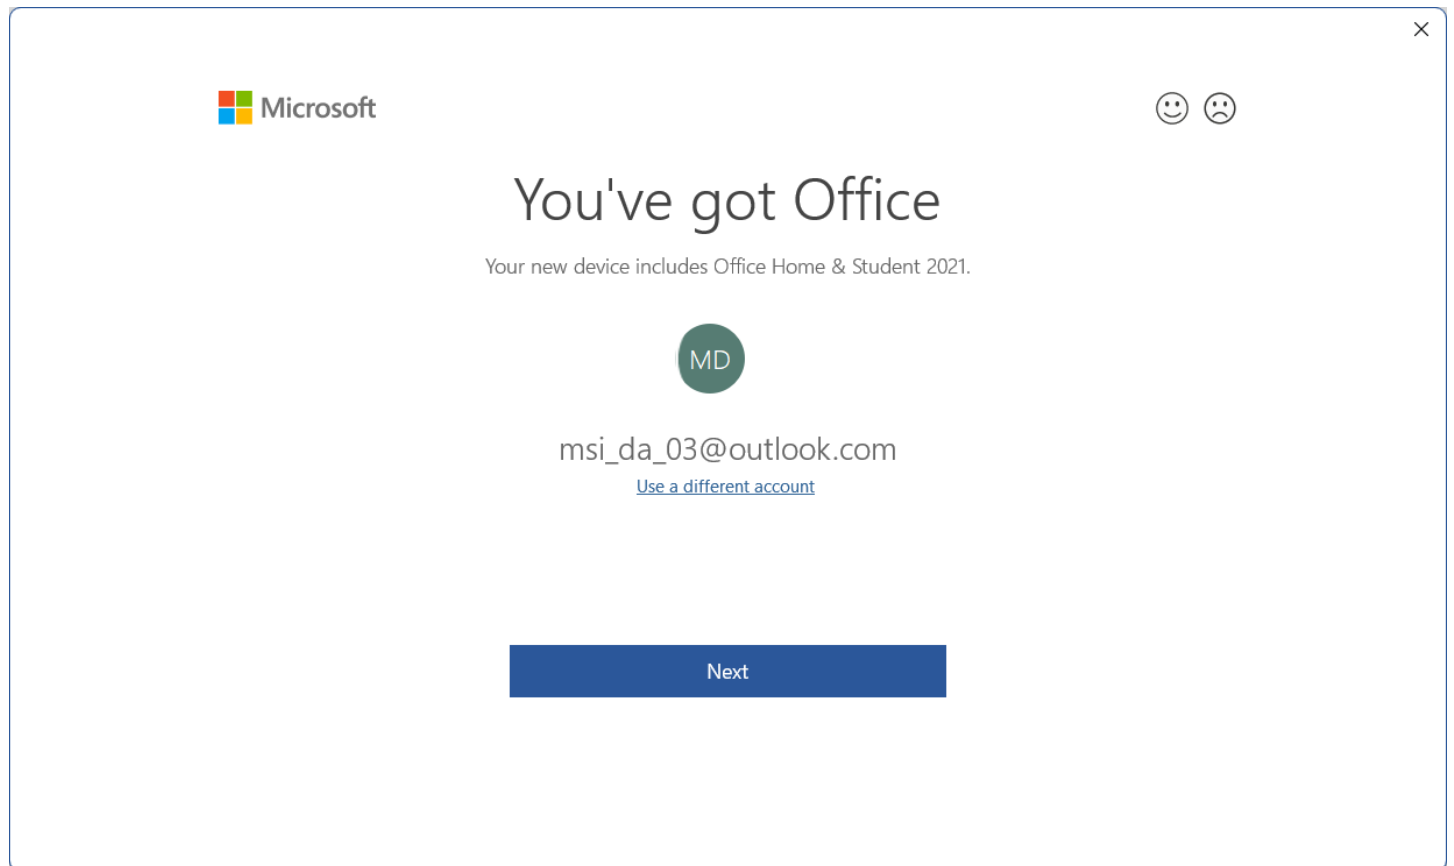 Microsoft
You've got Office
Your new device includes Office Home & Student 2021.
MD
msi_da_03@outlook.com
Use a different account
Next